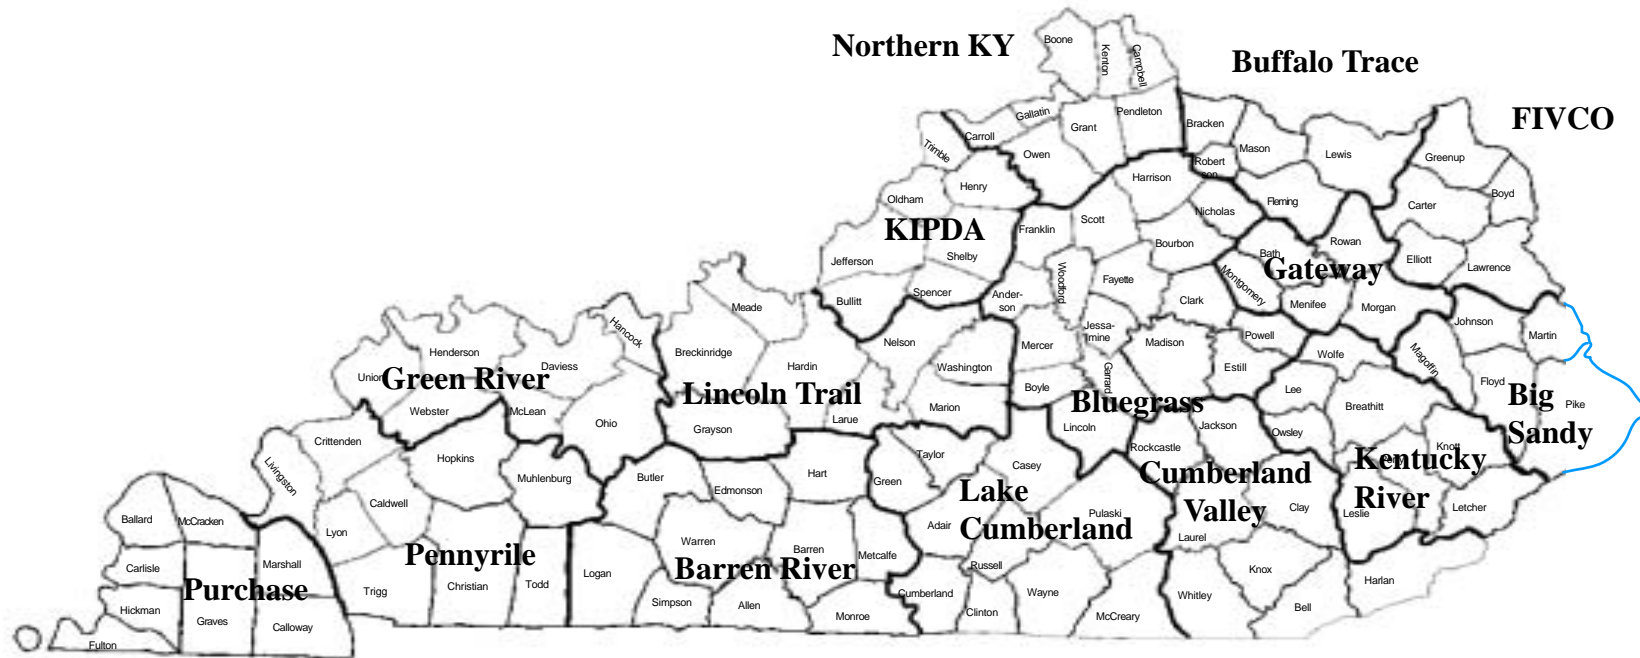 Northern KY
Buffalo Trace
FIVCO
KIPDA
Gateway
Green River
Lincoln Trail
Bluegrass
Big
Sandy
Kentucky
River
Cumberland
Valley
Lake
Cumberland
Pennyrile
Barren River
Purchase
Boone
Kenton
Campbell
Gallatin
Carroll
Grant
Pendleton
Owen
Trimble
Henry
Oldham
Jefferson
Shelby
Bullitt
Spencer
Bracken
Mason
Lewis
Robert
son
Fleming
Greenup
Boyd
Carter
Elliott
Lawrence
Harrison
Nicholas
Scott
Franklin
Bourbon
Woodford
Fayette
Clark
Ander-
son
Jessa-
mine
Mercer
Boyle
Garrard
Madison
Powell
Estill
Lincoln
Bath
Rowan
Montgomery
Menifee
Morgan
Johnson
Martin
Magoffin
Floyd
Pike
Wolfe
Lee
Breathitt
Owsley
Knott
Perry
Leslie
Letcher
Rockcastle
Jackson
Clay
Laurel
Knox
Whitley
Bell
Harlan
Meade
Breckinridge
Hardin
Nelson
Washington
Marion
Larue
Grayson
Hancock
Henderson
Daviess
Union
Webster
McLean
Ohio
Crittenden
Livingston
Hopkins
Muhlenburg
Caldwell
Lyon
Trigg
Christian
Todd
Butler
Edmonson
Hart
Warren
Barren
Metcalfe
Logan
Simpson
Allen
Monroe
Taylor
Green
Casey
Adair
Pulaski
Russell
Cumberland
Clinton
Wayne
McCreary
Ballard
McCracken
Carlisle
Marshall
Hickman
Graves
Calloway
Fulton